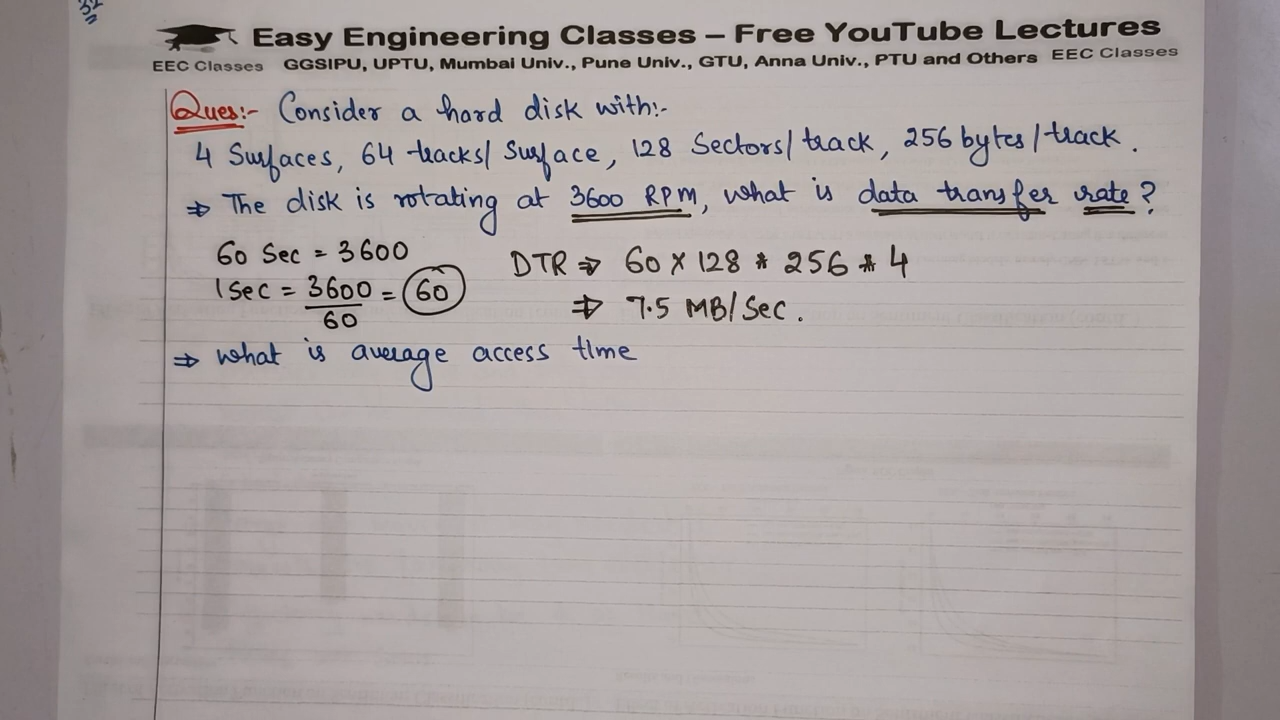 Easy Engineering Classes – Free YouTube Lectures
EEC Classes GGSIPU, UPTU, Mumbai Univ., Pune Univ., GTU, Anna Univ., PTU and Others EEC Classes
Ques:- Consider a hard disk with:-
4 Surfaces, 64 tracks/ Surface, 128 Sectors/ track, 256 bytes/track.
⇒ The disk is rotating at 3600 RPM, what is data transfer rate?
60 Sec = 3600
1 Sec = 3600/60 = 60
DTR ⇒ 60 × 128 * 256 * 4
⇒ 7.5 MB/Sec.
⇒ what is average access time